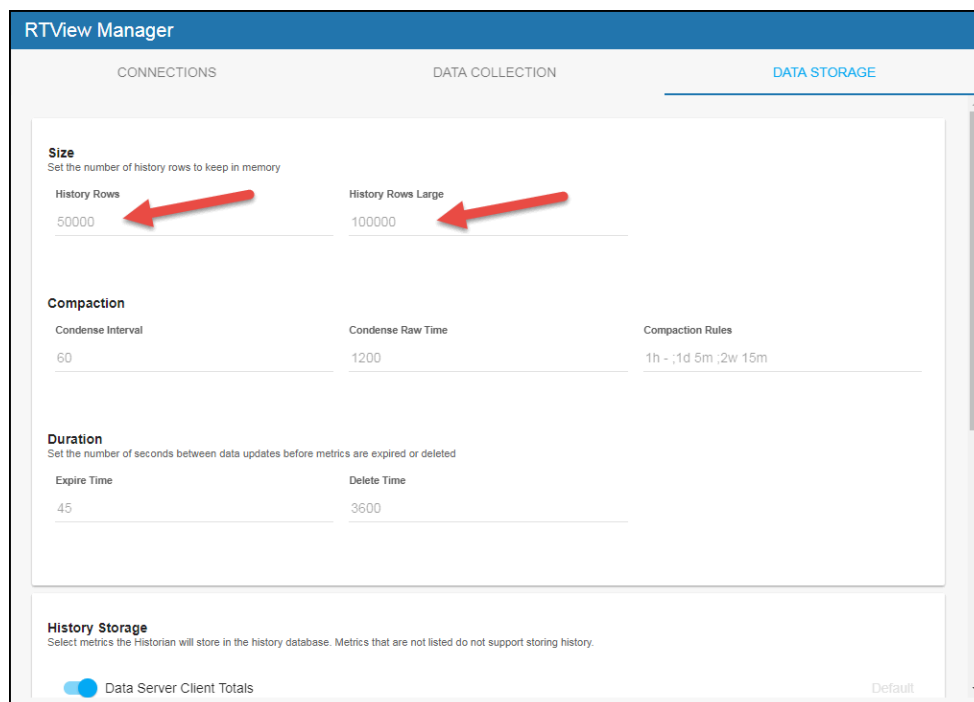 RTView Manager
CONNECTIONS DATA COLLECTION DATA STORAGE
Size
Set the number of history rows to keep in memory
History Rows History Rows Large
50000 100000
Compaction
Condense Interval Condense Raw Time Compaction Rules
60 1200 1h - ;1d 5m ;2w 15m
Duration
Set the number of seconds between data updates before metrics are expired or deleted
Expire Time Delete Time
45 3600
History Storage
Select metrics the Historian will store in the history database. Metrics that are not listed do not support storing history.
Data Server Client Totals Default